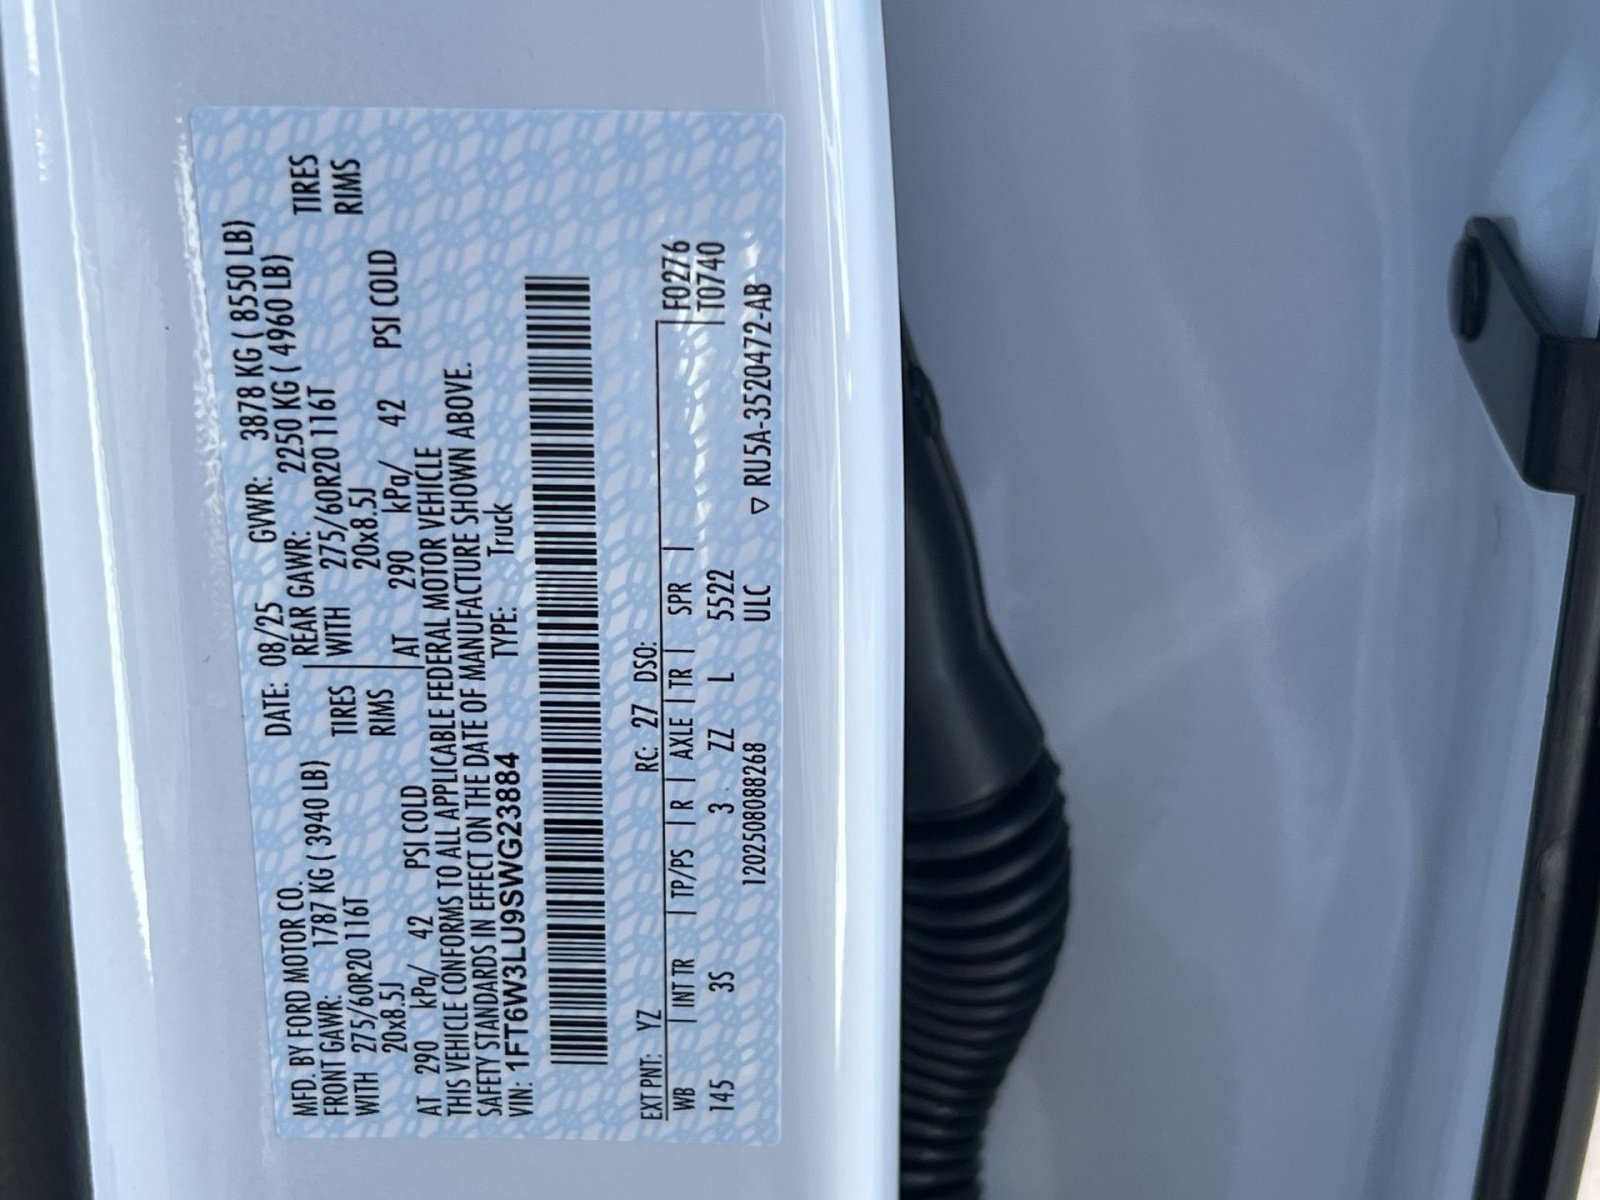 MFD. BY FORD MOTOR CO. DATE: 08/25 GVWR: 3878 KG ( 8550 LB)
FRONT GAWR: 1787 KG ( 3940 LB) REAR GAWR: 2250 KG ( 4960 LB)
WITH 275/60R20 116T TIRES WITH 275/60R20 116T TIRES
20x8.5J RIMS 20x8.5J RIMS
AT 290 kPa/ 42 PSI COLD AT 290 kPa/ 42 PSI COLD
THIS VEHICLE CONFORMS TO ALL APPLICABLE FEDERAL MOTOR VEHICLE
SAFETY STANDARDS IN EFFECT ON THE DATE OF MANUFACTURE SHOWN ABOVE.
VIN: 1FT6W3LU9SWG23884 TYPE: Truck
EXT PNT: YZ RC: 27 DSO: F0276
WB | INT TR | TP/PS | R | AXLE | TR | SPR | T0740
145 3S 3 ZZ L 5522
1202508088268 ULC ▽ RU5A-3520472-AB